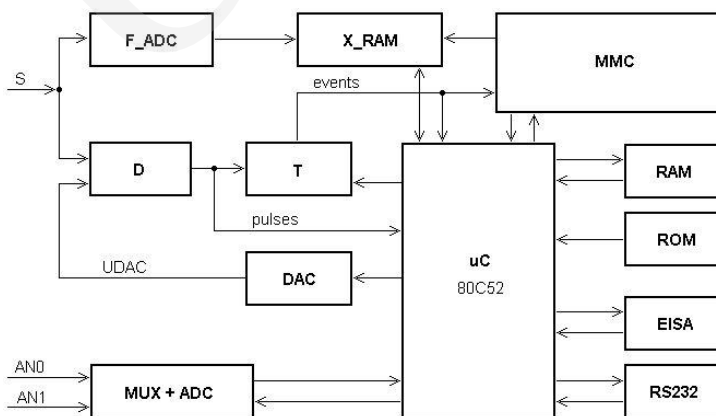 F_ADC
X_RAM
MMC
S
events
D
T
RAM
pulses
ROM
UDAC
DAC
uC
80C52
EISA
AN0
AN1
MUX + ADC
RS232